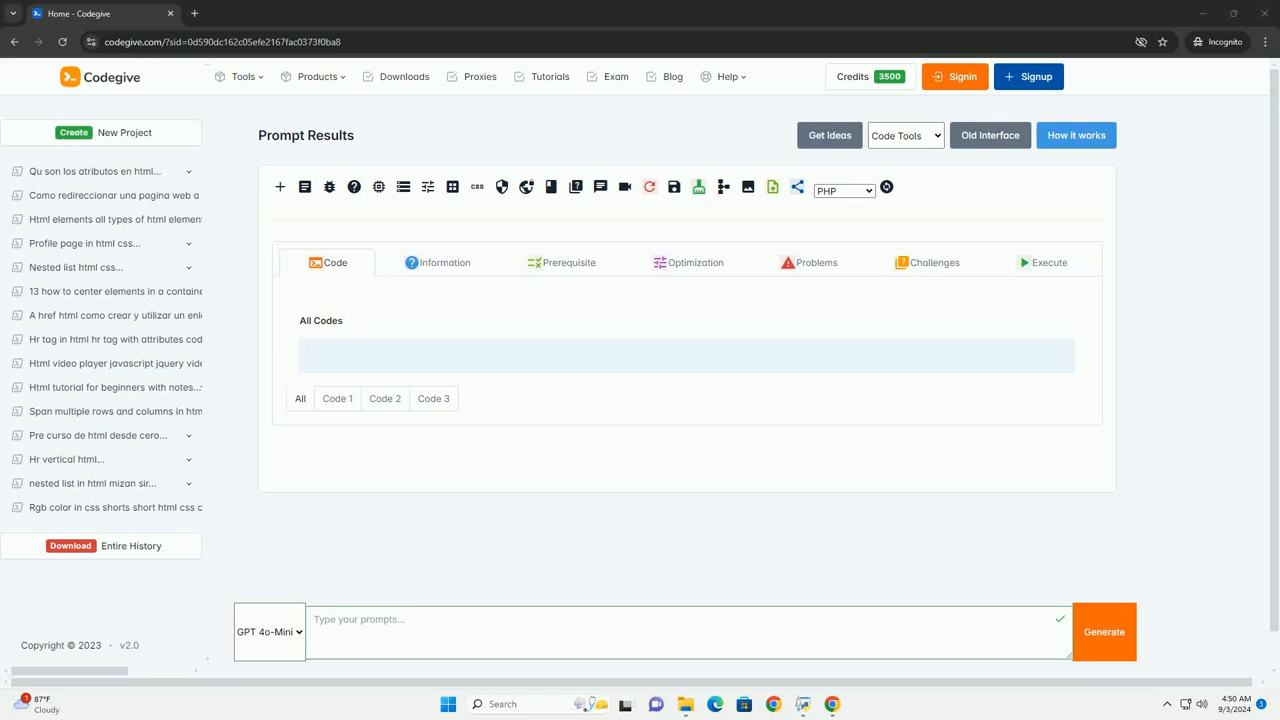 Home - Codegive
codegive.com/?sid=0d590dc162c05efe2167fac0373f0ba8
Incognito
Codegive
Tools
Products
Downloads
Proxies
Tutorials
Exam
Blog
Help
Credits 3500
Signin
Signup
Create New Project
Qu son los atributos en html...
Como redireccionar una pagina web a
Html elements all types of html element
Profile page in html css...
Nested list html css...
13 how to center elements in a containe
A href html como crear y utilizar un enl
Hr tag in html hr tag with attributes cod
Html video player javascript jquery vide
Html tutorial for beginners with notes...
Span multiple rows and columns in htm
Pre curso de html desde cero...
Hr vertical html...
nested list in html mizan sir...
Rgb color in css shorts short html css c
Download Entire History
Copyright © 2023 · v2.0
Prompt Results
Get Ideas
Code Tools
Old Interface
How it works
CSS
PHP
Code
Information
Prerequisite
Optimization
Problems
Challenges
Execute
All Codes
All
Code 1
Code 2
Code 3
GPT 4o-Mini
Type your prompts...
Generate
1
87°F
Cloudy
Search
4:50 AM
9/3/2024
3